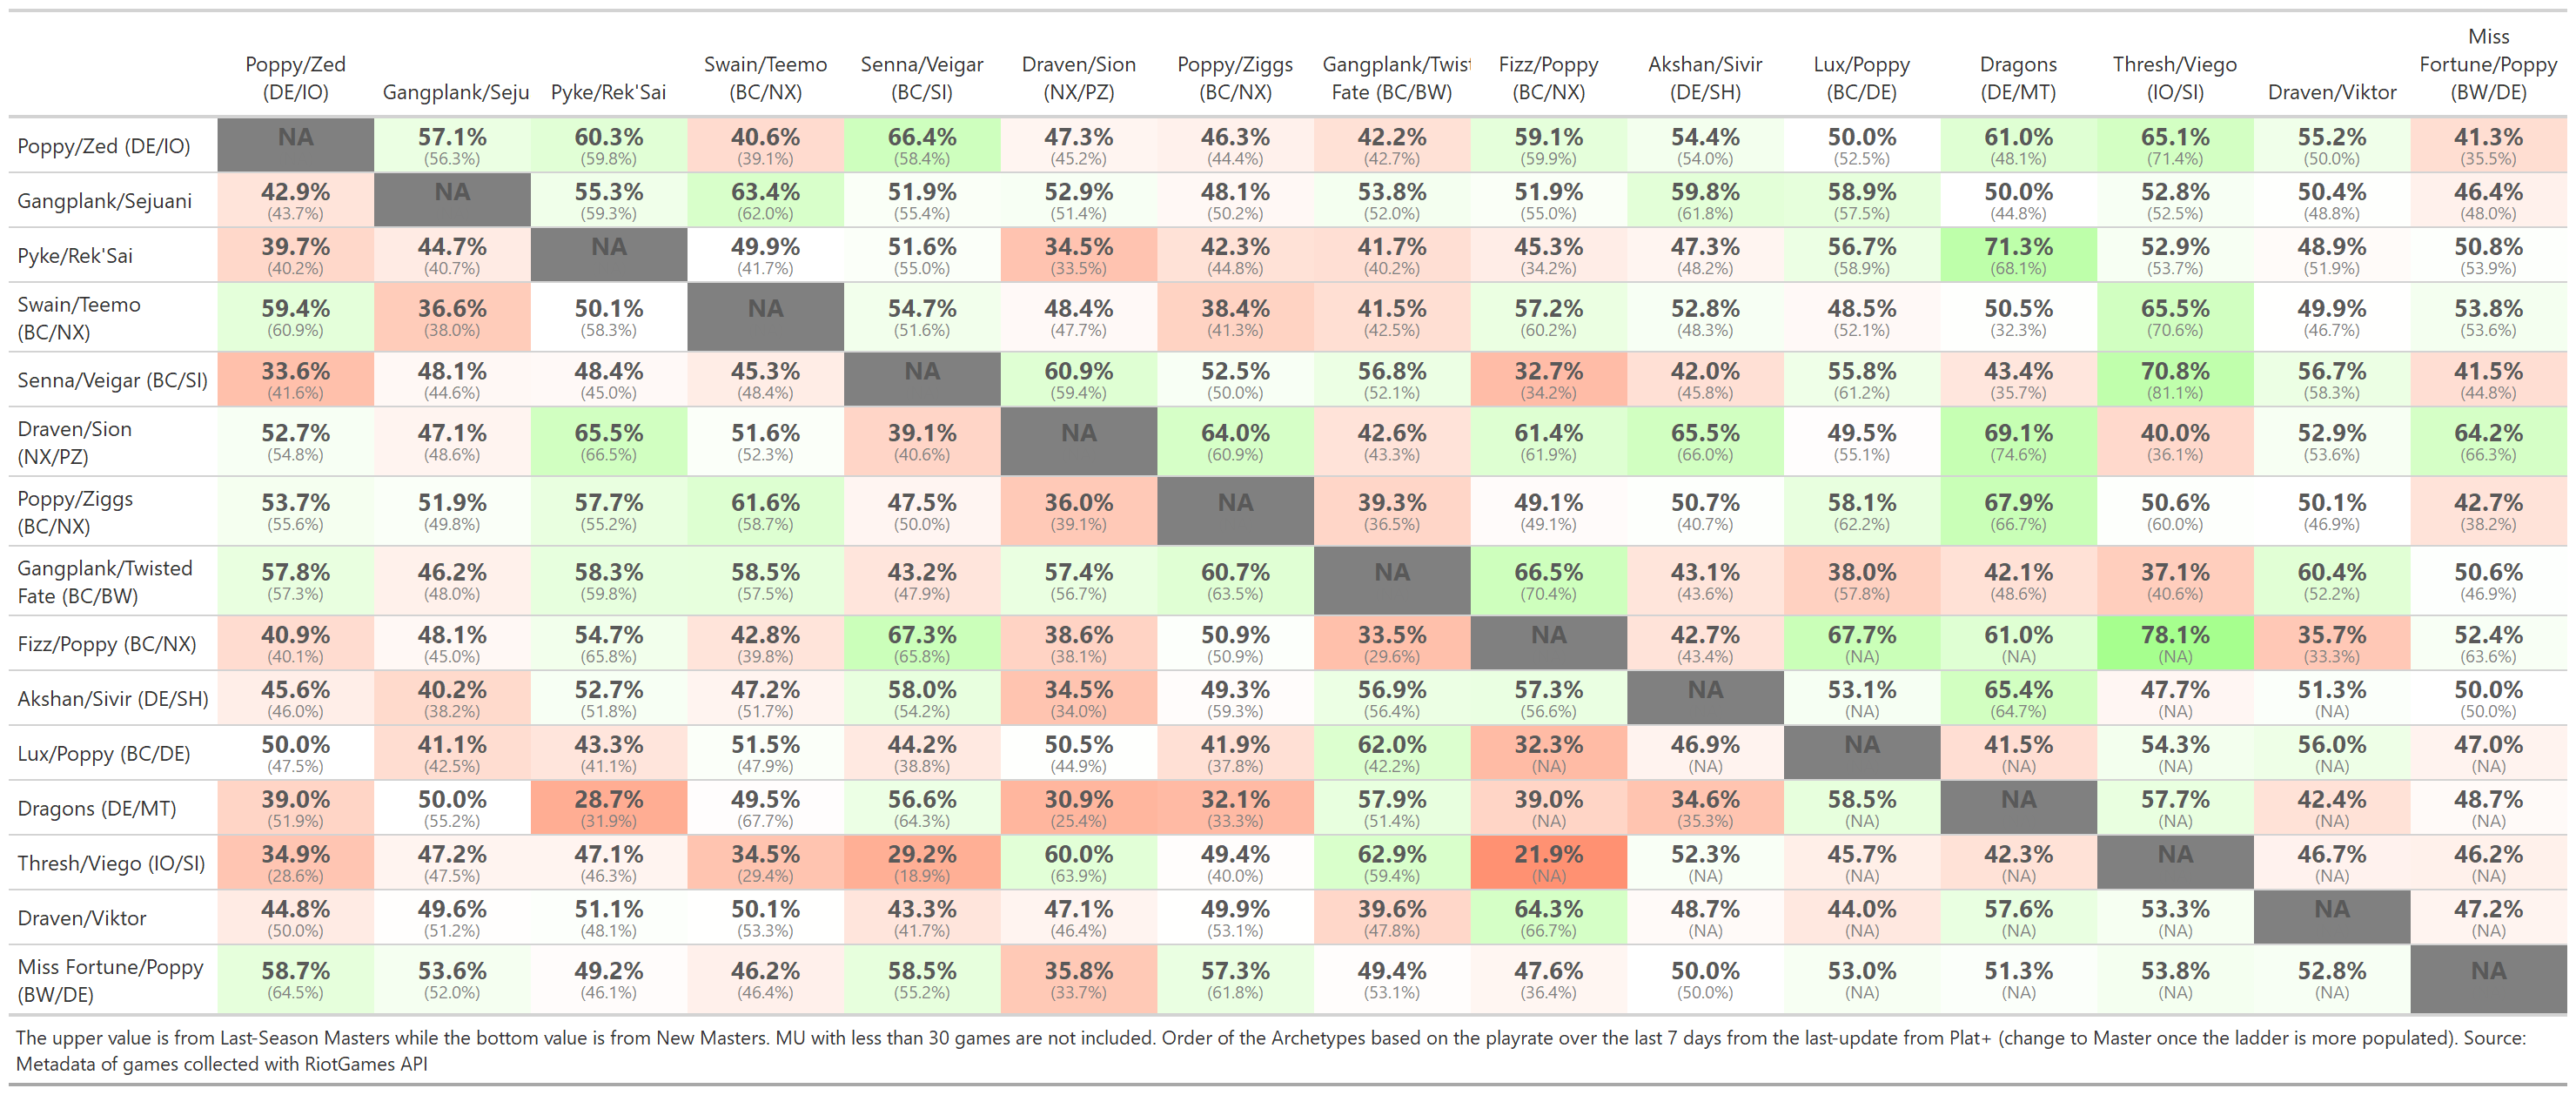 Miss
Poppy/Zed Swain/Teemo Senna/Veigar Draven/Sion Poppy/Ziggs Gangplank/Twist Fizz/Poppy Akshan/Sivir Lux/Poppy Dragons Thresh/Viego Fortune/Poppy
(DE/IO) Gangplank/Seju Pyke/Rek'Sai (BC/NX) (BC/SI) (NX/PZ) (BC/NX) Fate (BC/BW) (BC/NX) (DE/SH) (BC/DE) (DE/MT) (IO/SI) Draven/Viktor (BW/DE)
Poppy/Zed (DE/IO) NA 57.1% 60.3% 40.6% 66.4% 47.3% 46.3% 42.2% 59.1% 54.4% 50.0% 61.0% 65.1% 55.2% 41.3%
(56.3%) (59.8%) (39.1%) (58.4%) (45.2%) (44.4%) (42.7%) (59.9%) (54.0%) (52.5%) (48.1%) (71.4%) (50.0%) (35.5%)
Gangplank/Sejuani 42.9% NA 55.3% 63.4% 51.9% 52.9% 48.1% 53.8% 51.9% 59.8% 58.9% 50.0% 52.8% 50.4% 46.4%
(43.7%) (59.3%) (62.0%) (55.4%) (51.4%) (50.2%) (52.0%) (55.0%) (61.8%) (57.5%) (44.8%) (52.5%) (48.8%) (48.0%)
Pyke/Rek'Sai 39.7% 44.7% NA 49.9% 51.6% 34.5% 42.3% 41.7% 45.3% 47.3% 56.7% 71.3% 52.9% 48.9% 50.8%
(40.2%) (40.7%) (41.7%) (55.0%) (33.5%) (44.8%) (40.2%) (34.2%) (48.2%) (58.9%) (68.1%) (53.7%) (51.9%) (53.9%)
Swain/Teemo 59.4% 36.6% 50.1% NA 54.7% 48.4% 38.4% 41.5% 57.2% 52.8% 48.5% 50.5% 65.5% 49.9% 53.8%
(BC/NX) (60.9%) (38.0%) (58.3%) (51.6%) (47.7%) (41.3%) (42.5%) (60.2%) (48.3%) (52.1%) (32.3%) (70.6%) (46.7%) (53.6%)
Senna/Veigar (BC/SI) 33.6% 48.1% 48.4% 45.3% NA 60.9% 52.5% 56.8% 32.7% 42.0% 55.8% 43.4% 70.8% 56.7% 41.5%
(41.6%) (44.6%) (45.0%) (48.4%) (59.4%) (50.0%) (52.1%) (34.2%) (45.8%) (61.2%) (35.7%) (81.1%) (58.3%) (44.8%)
Draven/Sion 52.7% 47.1% 65.5% 51.6% 39.1% NA 64.0% 42.6% 61.4% 65.5% 49.5% 69.1% 40.0% 52.9% 64.2%
(NX/PZ) (54.8%) (48.6%) (66.5%) (52.3%) (40.6%) (60.9%) (43.3%) (61.9%) (66.0%) (55.1%) (74.6%) (36.1%) (53.6%) (66.3%)
Poppy/Ziggs 53.7% 51.9% 57.7% 61.6% 47.5% 36.0% NA 39.3% 49.1% 50.7% 58.1% 67.9% 50.6% 50.1% 42.7%
(BC/NX) (55.6%) (49.8%) (55.2%) (58.7%) (50.0%) (39.1%) (36.5%) (49.1%) (40.7%) (62.2%) (66.7%) (60.0%) (46.9%) (38.2%)
Gangplank/Twisted 57.8% 46.2% 58.3% 58.5% 43.2% 57.4% 60.7% NA 66.5% 43.1% 38.0% 42.1% 37.1% 60.4% 50.6%
Fate (BC/BW) (57.3%) (48.0%) (59.8%) (57.5%) (47.9%) (56.7%) (63.5%) (70.4%) (43.6%) (57.8%) (48.6%) (40.6%) (52.2%) (46.9%)
Fizz/Poppy (BC/NX) 40.9% 48.1% 54.7% 42.8% 67.3% 38.6% 50.9% 33.5% NA 42.7% 67.7% 61.0% 78.1% 35.7% 52.4%
(40.1%) (45.0%) (65.8%) (39.8%) (65.8%) (38.1%) (50.9%) (29.6%) (43.4%) (NA) (NA) (NA) (33.3%) (63.6%)
Akshan/Sivir (DE/SH) 45.6% 40.2% 52.7% 47.2% 58.0% 34.5% 49.3% 56.9% 57.3% NA 53.1% 65.4% 47.7% 51.3% 50.0%
(46.0%) (38.2%) (51.8%) (51.7%) (54.2%) (34.0%) (59.3%) (56.4%) (56.6%) (NA) (64.7%) (NA) (NA) (50.0%)
Lux/Poppy (BC/DE) 50.0% 41.1% 43.3% 51.5% 44.2% 50.5% 41.9% 62.0% 32.3% 46.9% NA 41.5% 54.3% 56.0% 47.0%
(47.5%) (42.5%) (41.1%) (47.9%) (38.8%) (44.9%) (37.8%) (42.2%) (NA) (NA) (NA) (NA) (NA) (NA)
Dragons (DE/MT) 39.0% 50.0% 28.7% 49.5% 56.6% 30.9% 32.1% 57.9% 39.0% 34.6% 58.5% NA 57.7% 42.4% 48.7%
(51.9%) (55.2%) (31.9%) (67.7%) (64.3%) (25.4%) (33.3%) (51.4%) (NA) (35.3%) (NA) (NA) (NA) (NA)
Thresh/Viego (IO/SI) 34.9% 47.2% 47.1% 34.5% 29.2% 60.0% 49.4% 62.9% 21.9% 52.3% 45.7% 42.3% NA 46.7% 46.2%
(28.6%) (47.5%) (46.3%) (29.4%) (18.9%) (63.9%) (40.0%) (59.4%) (NA) (NA) (NA) (NA) (NA) (NA)
Draven/Viktor 44.8% 49.6% 51.1% 50.1% 43.3% 47.1% 49.9% 39.6% 64.3% 48.7% 44.0% 57.6% 53.3% NA 47.2%
(50.0%) (51.2%) (48.1%) (53.3%) (41.7%) (46.4%) (53.1%) (47.8%) (66.7%) (NA) (NA) (NA) (NA) (NA)
Miss Fortune/Poppy 58.7% 53.6% 49.2% 46.2% 58.5% 35.8% 57.3% 49.4% 47.6% 50.0% 53.0% 51.3% 53.8% 52.8% NA
(BW/DE) (64.5%) (52.0%) (46.1%) (46.4%) (55.2%) (33.7%) (61.8%) (53.1%) (36.4%) (50.0%) (NA) (NA) (NA) (NA)
The upper value is from Last-Season Masters while the bottom value is from New Masters. MU with less than 30 games are not included. Order of the Archetypes based on the playrate over the last 7 days from the last-update from Plat+ (change to Master once the ladder is more populated). Source:
Metadata of games collected with RiotGames API